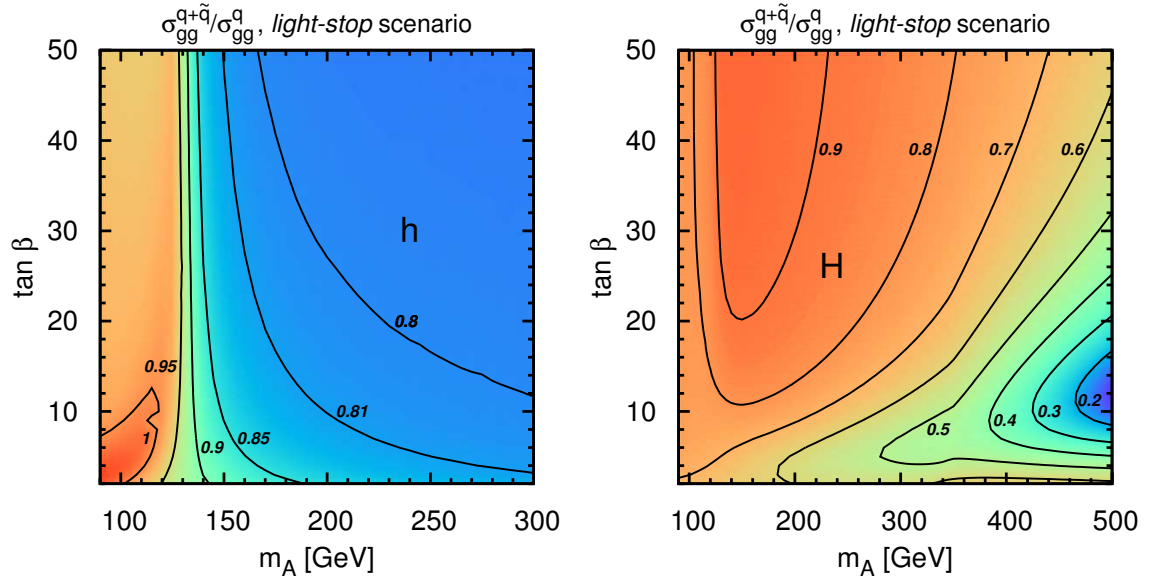 σ_gg^{q+q̃}/σ_gg^q, light-stop scenario
50
40
30
20
10
tan β
h
0.8
0.95
0.81
1
0.85
0.9
100 150 200 250 300
m_A [GeV]
σ_gg^{q+q̃}/σ_gg^q, light-stop scenario
50
40
30
20
10
tan β
0.9 0.8 0.7 0.6
H
0.5 0.4 0.3 0.2
100 200 300 400 500
m_A [GeV]